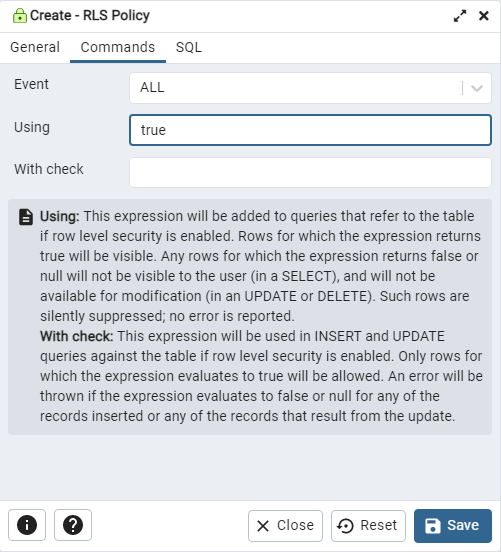 Create - RLS Policy
General Commands SQL
Event ALL
Using true
With check
Using: This expression will be added to queries that refer to the table
if row level security is enabled. Rows for which the expression returns
true will be visible. Any rows for which the expression returns false or
null will not be visible to the user (in a SELECT), and will not be
available for modification (in an UPDATE or DELETE). Such rows are
silently suppressed; no error is reported.
With check: This expression will be used in INSERT and UPDATE
queries against the table if row level security is enabled. Only rows for
which the expression evaluates to true will be allowed. An error will be
thrown if the expression evaluates to false or null for any of the
records inserted or any of the records that result from the update.
Close Reset Save